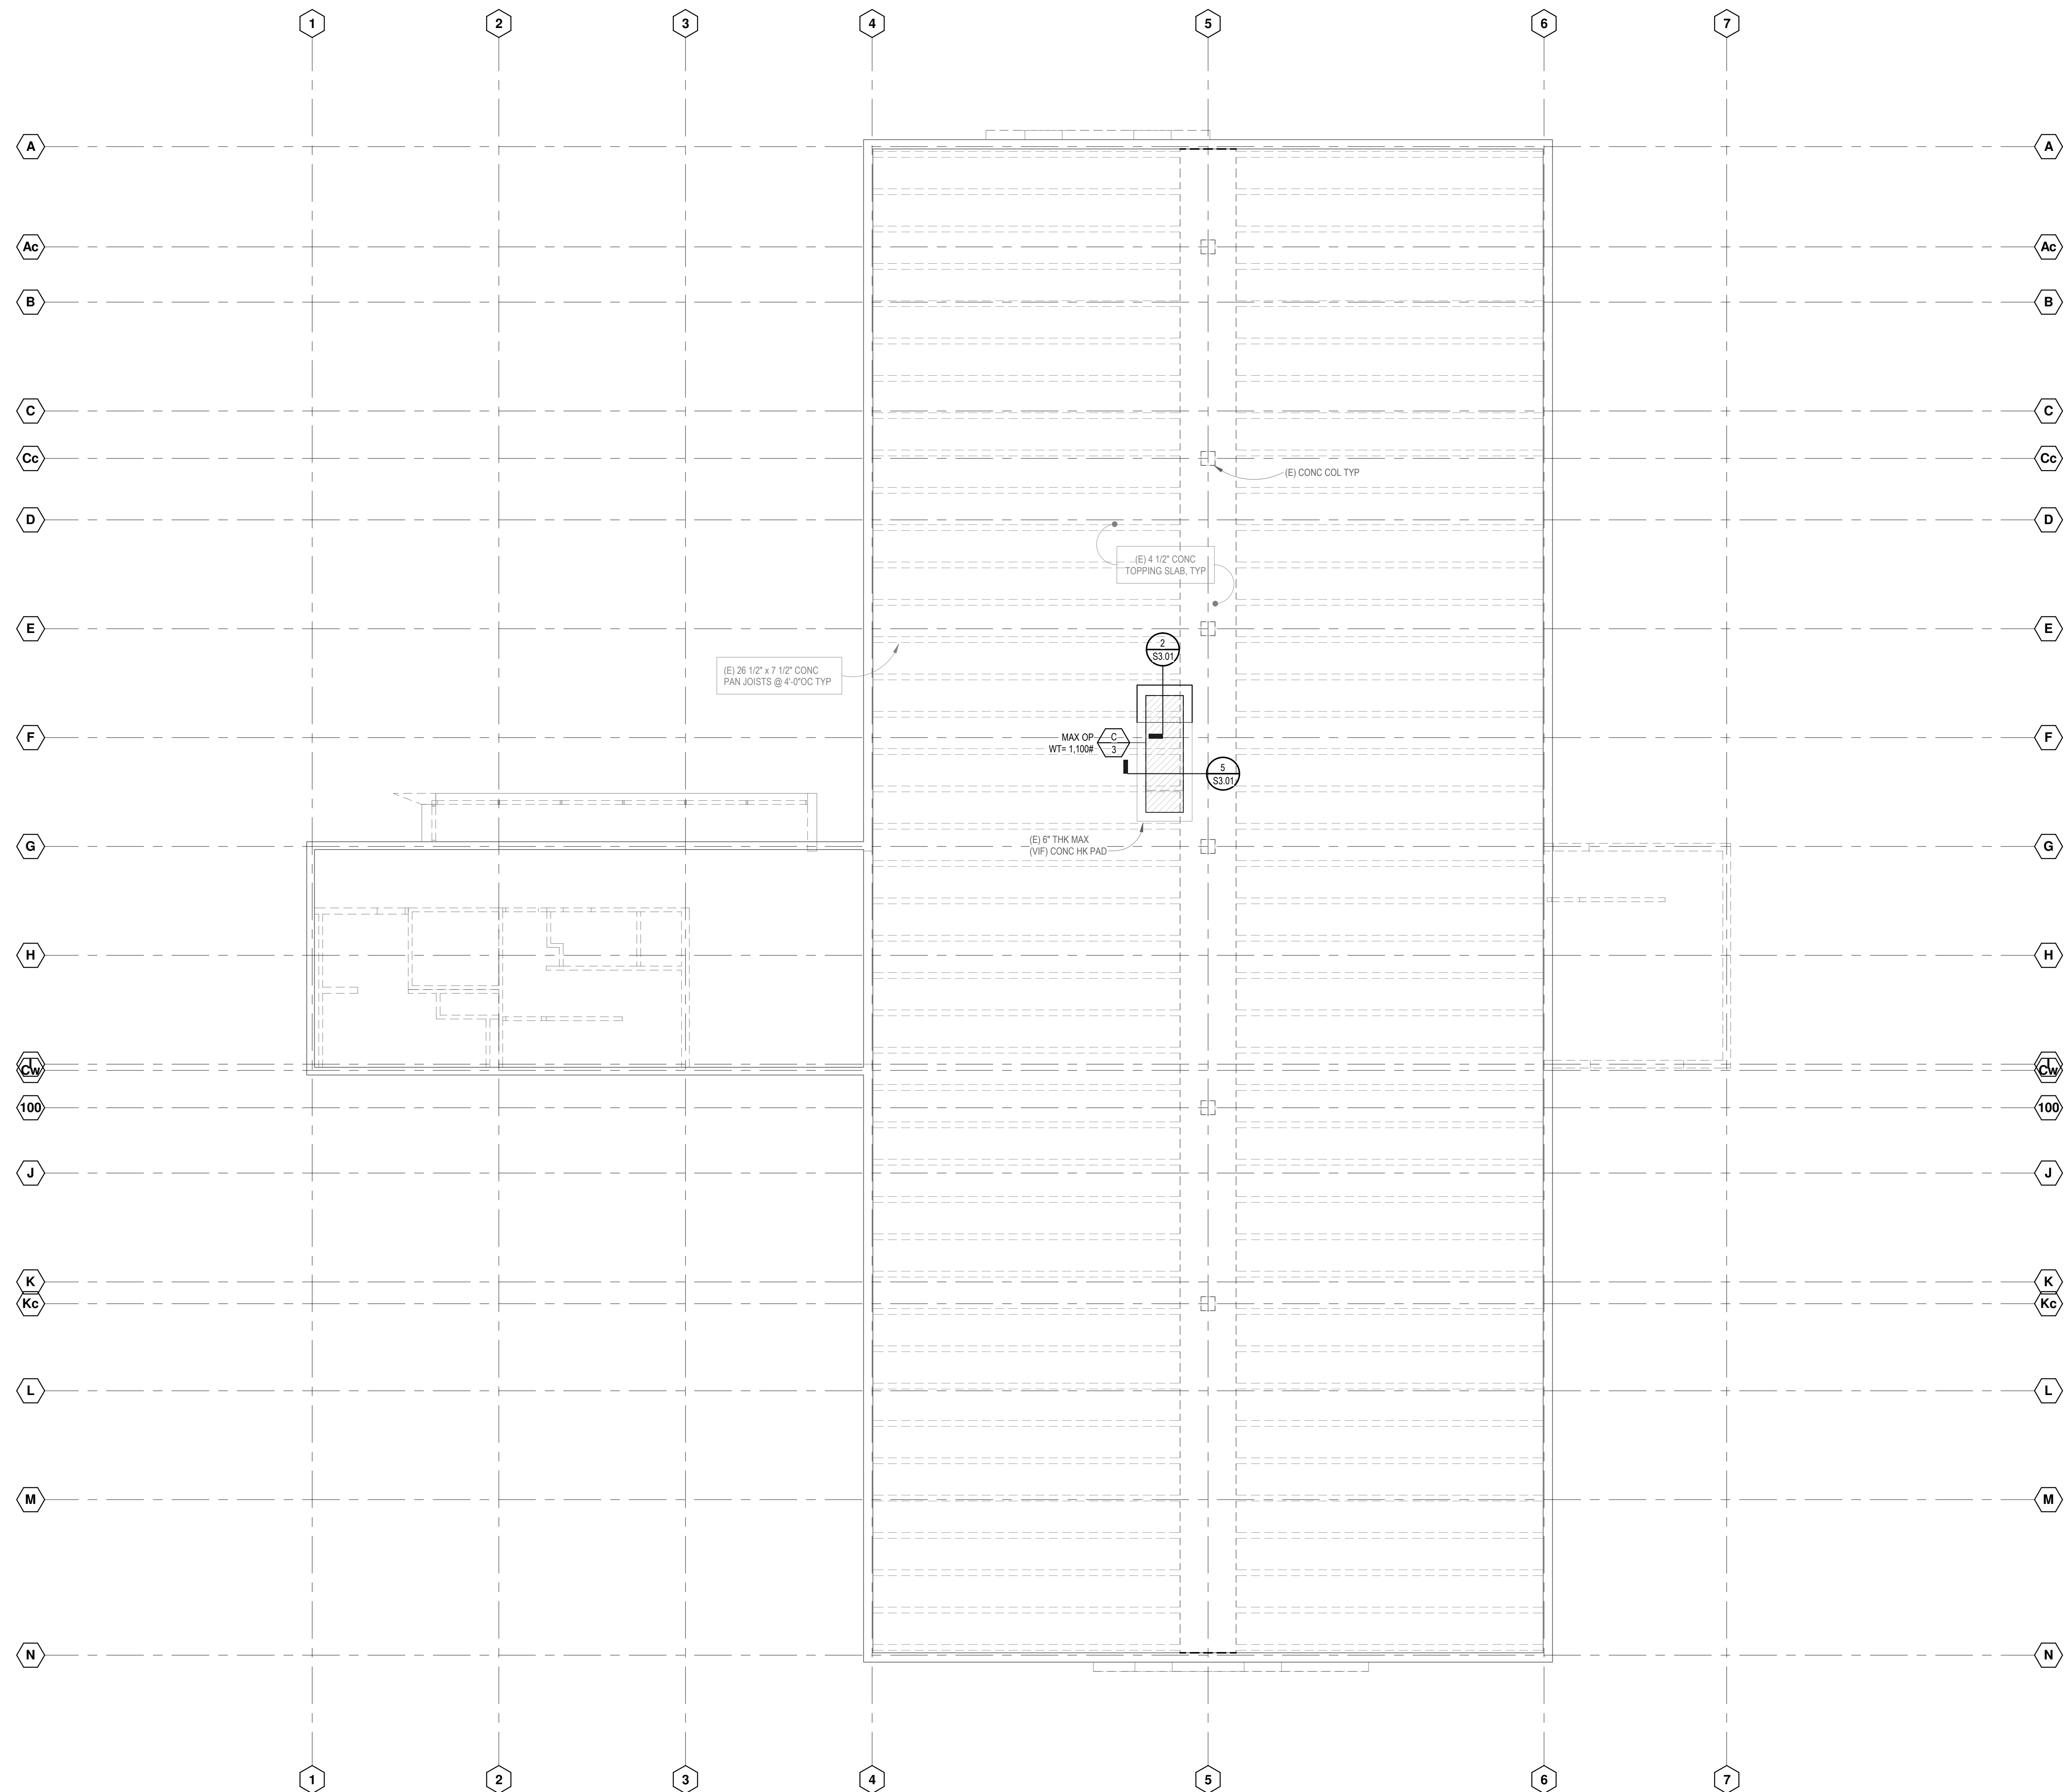 1 2 3 4 5 6 7
A A
Ac Ac
B B
C C
Cc Cc
(E) CONC COL TYP
D D
(E) 4 1/2" CONC
TOPPING SLAB, TYP
E E
2
S3.01
(E) 26 1/2" x 7 1/2" CONC
PAN JOISTS @ 4'-0"OC TYP
F F
MAX OP
WT= 1,100#
C
3
5
S3.01
(E) 6" THK MAX
(VIF) CONC HK PAD
G G
H H
I I
Cw Cw
100 100
J J
K K
Kc Kc
L L
M M
N N
1 2 3 4 5 6 7